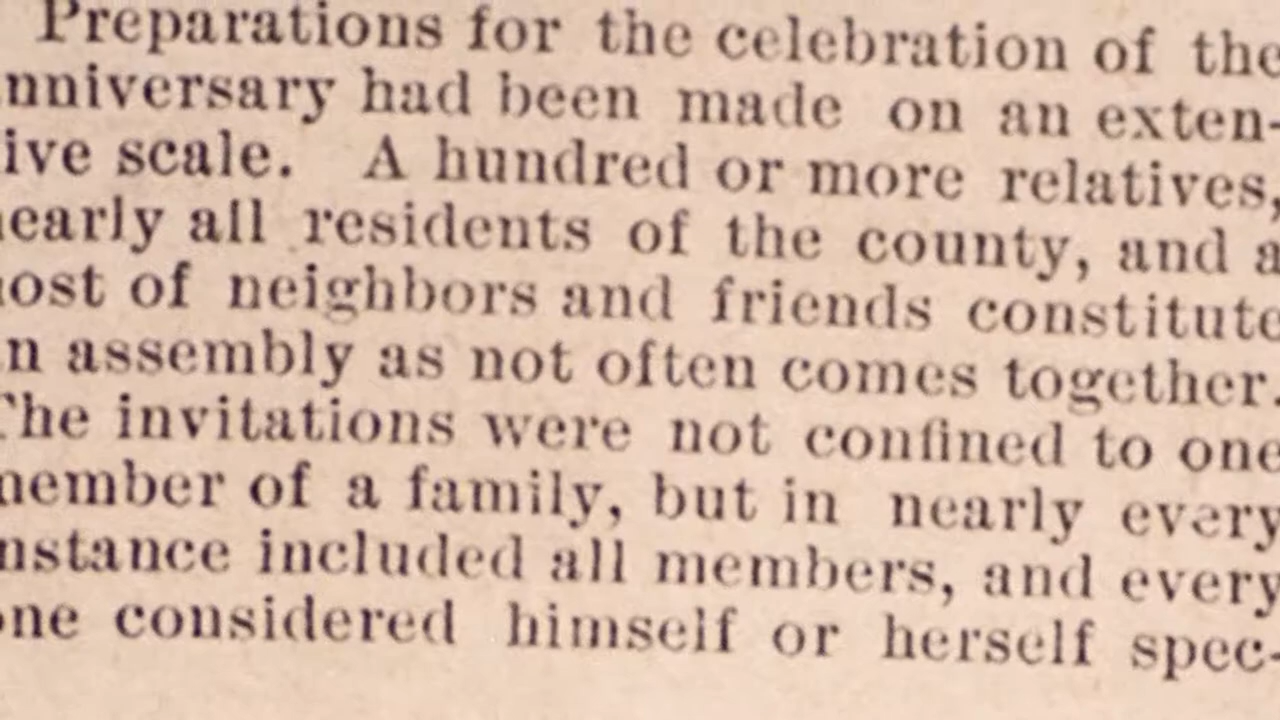 Preparations for the celebration of the
nniversary had been made on an exten-
ive scale. A hundred or more relatives,
early all residents of the county, and a
ost of neighbors and friends constitute
n assembly as not often comes together.
The invitations were not confined to one
member of a family, but in nearly every
nstance included all members, and every
one considered himself or herself spec-